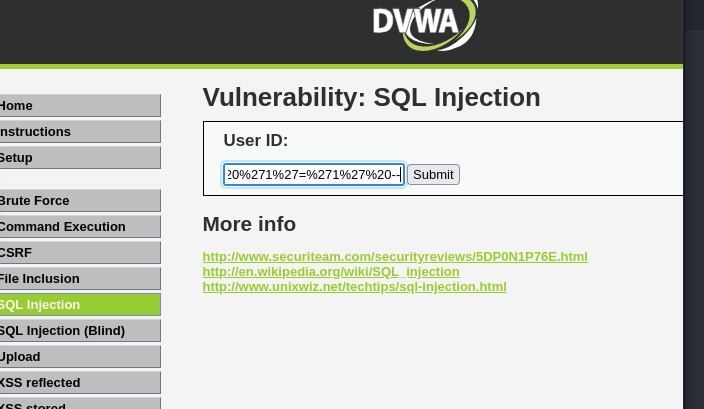 DVWA
Vulnerability: SQL Injection
Home
Instructions
Setup
Brute Force
Command Execution
CSRF
File Inclusion
SQL Injection
SQL Injection (Blind)
Upload
XSS reflected
XSS stored
User ID:
20%271%27=%271%27%20--
Submit
More info
http://www.securiteam.com/securityreviews/5DP0N1P76E.html
http://en.wikipedia.org/wiki/SQL_injection
http://www.unixwiz.net/techtips/sql-injection.html